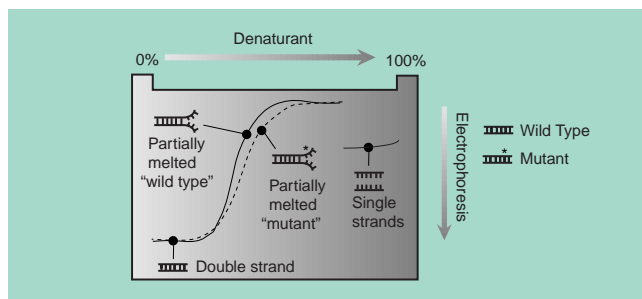 Denaturant
0%
100%
Partially
melted
“wild type”
*
Partially
melted
“mutant”
Single
strands
Double strand
Electrophoresis
Wild Type
*
Mutant